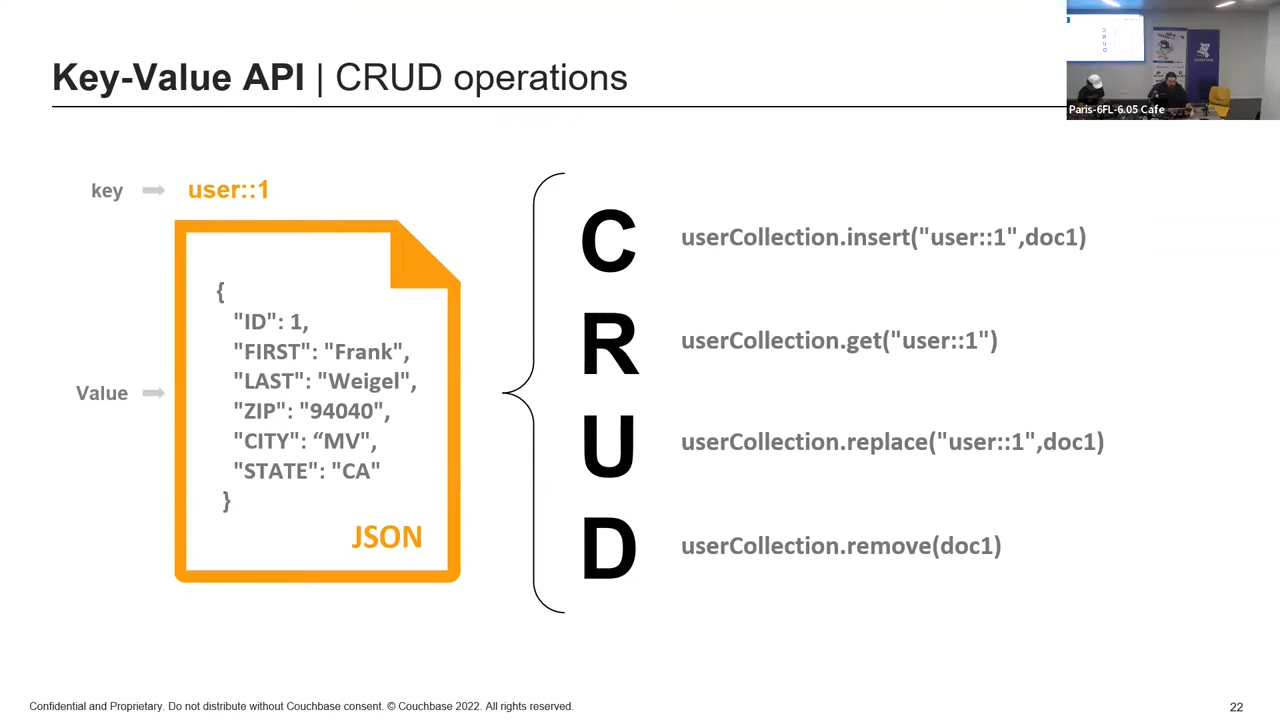 Key-Value API | CRUD operations
Paris-6FL-6.05 Cafe
key
user::1
Value
{
"ID": 1,
"FIRST": "Frank",
"LAST": "Weigel",
"ZIP": "94040",
"CITY": “MV",
"STATE": "CA"
}
JSON
C
userCollection.insert("user::1",doc1)
R
userCollection.get("user::1")
U
userCollection.replace("user::1",doc1)
D
userCollection.remove(doc1)
Confidential and Proprietary. Do not distribute without Couchbase consent. © Couchbase 2022. All rights reserved.
22